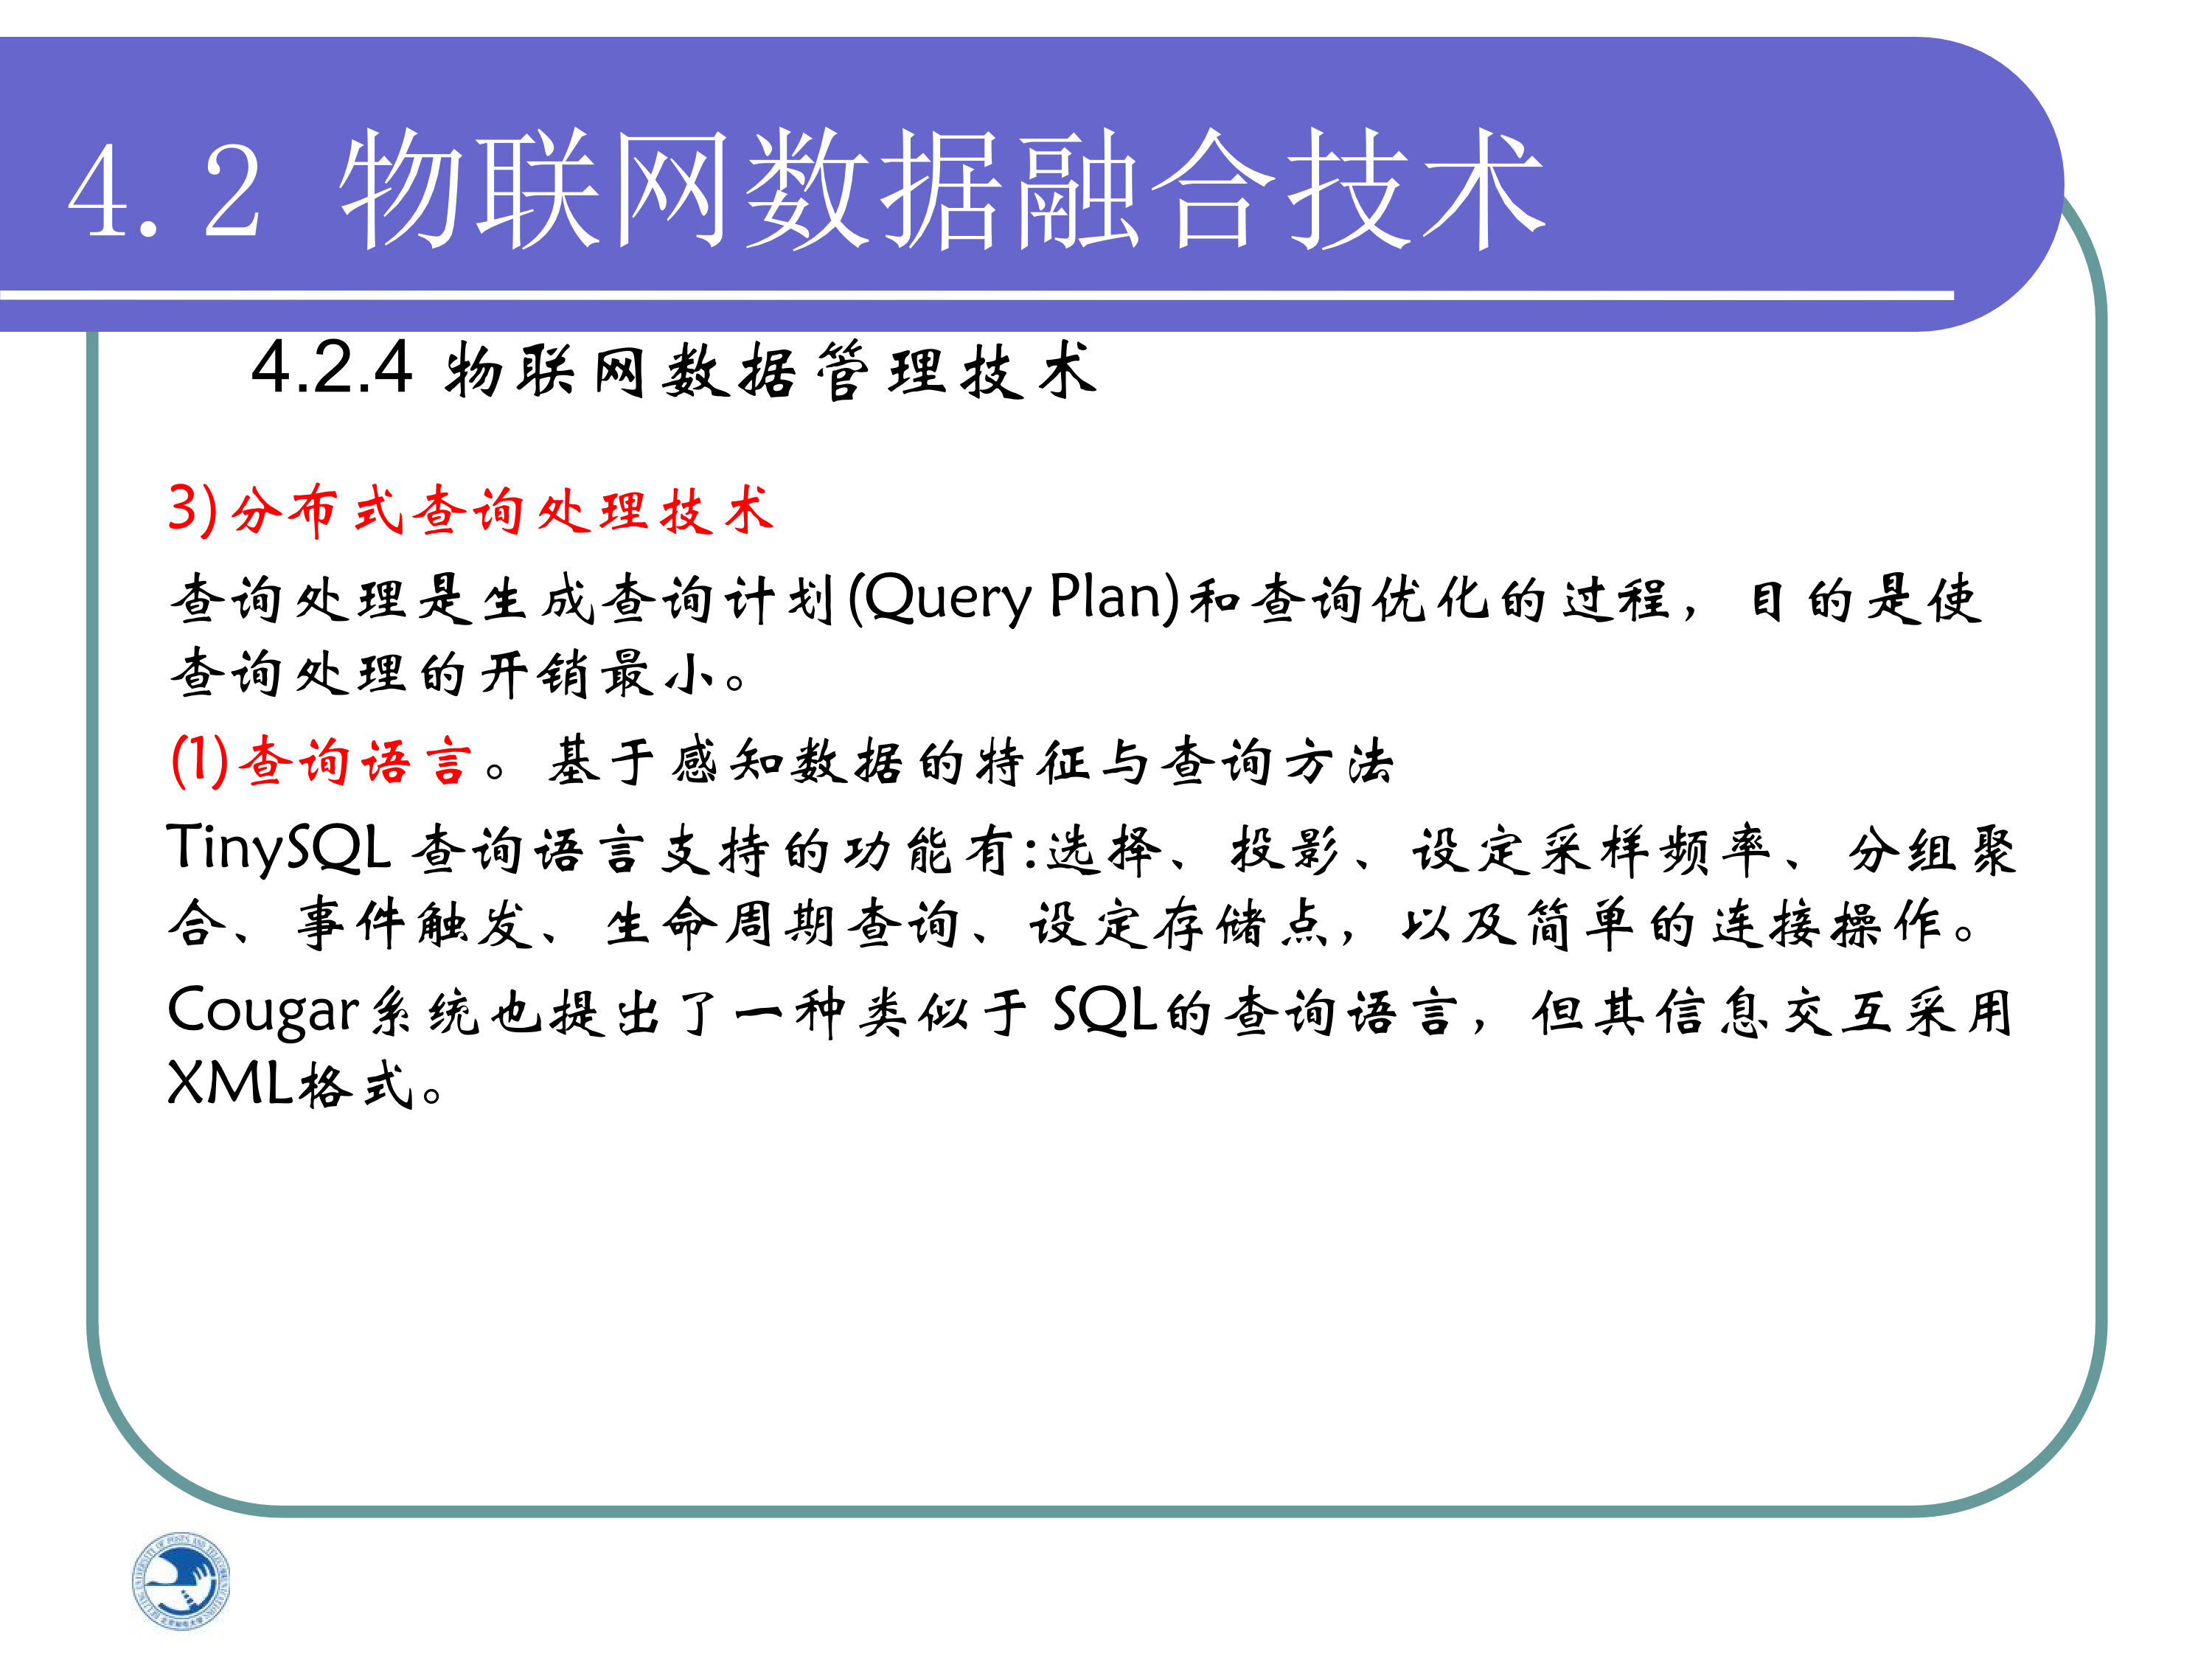 4.2 物联网数据融合技术
4.2.4 物联网数据管理技术
3)分布式查询处理技术
查询处理是生成查询计划(Query Plan)和查询优化的过程，目的是使
查询处理的开销最小。
(1)查询语言。基于感知数据的特征与查询方法
TinySQL 查询语言支持的功能有:选择、投影、设定采样频率、分组聚
合、事件触发、生命周期查询、设定存储点，以及简单的连接操作。
Cougar系统也提出了一种类似于 SQL的查询语言，但其信息交互采用
XML格式。